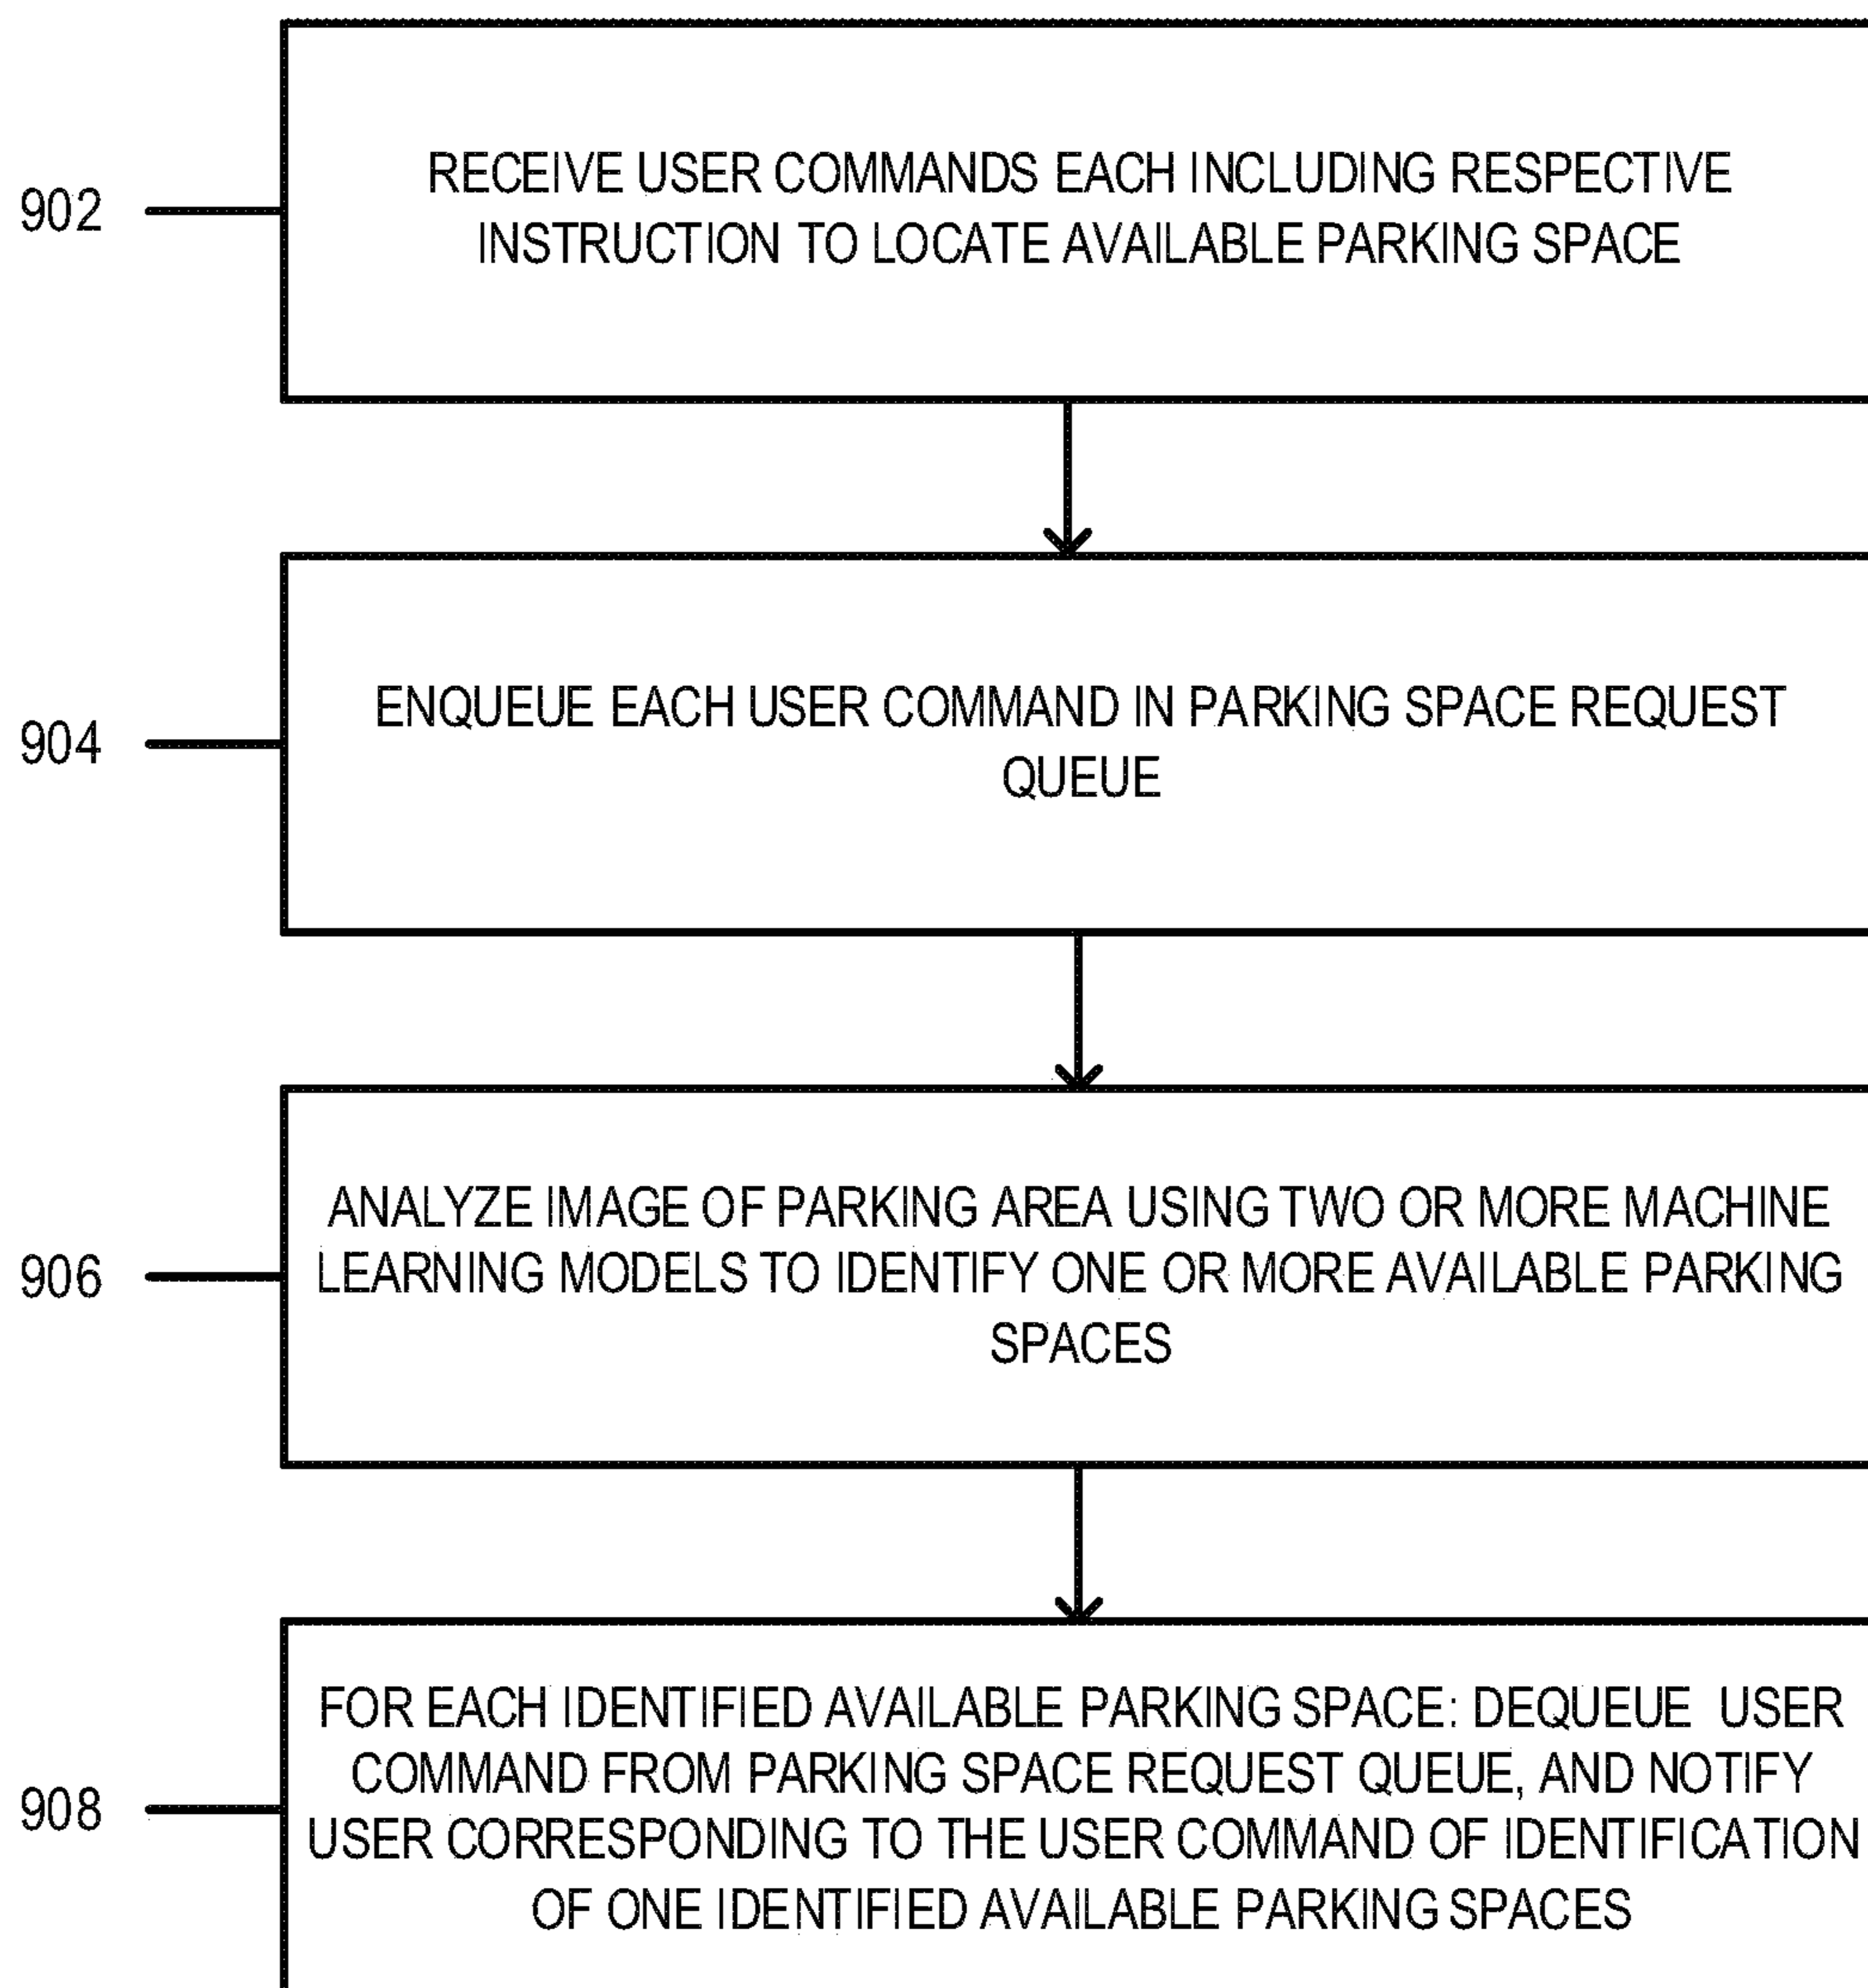 RECEIVE USER COMMANDS EACH INCLUDING RESPECTIVE
902
INSTRUCTION TO LOCATE AVAILABLE PARKING SPACE
ENQUEUE EACH USER COMMAND IN PARKING SPACE REQUEST
904
QUEUE
ANALYZE IMAGE OF PARKING AREA USING TWO OR MORE MACHINE
906
LEARNING MODELS TO IDENTIFY ONE OR MORE AVAILABLE PARKING
SPACES
FOR EACH IDENTIFIED AVAILABLE PARKING SPACE: DEQUEUE USER
COMMAND FROM PARKING SPACE REQUEST QUEUE, AND NOTIFY
908
USER CORRESPONDING TO THE USER COMMAND OF IDENTIFICATION
OF ONE IDENTIFIED AVAILABLE PARKING SPACES